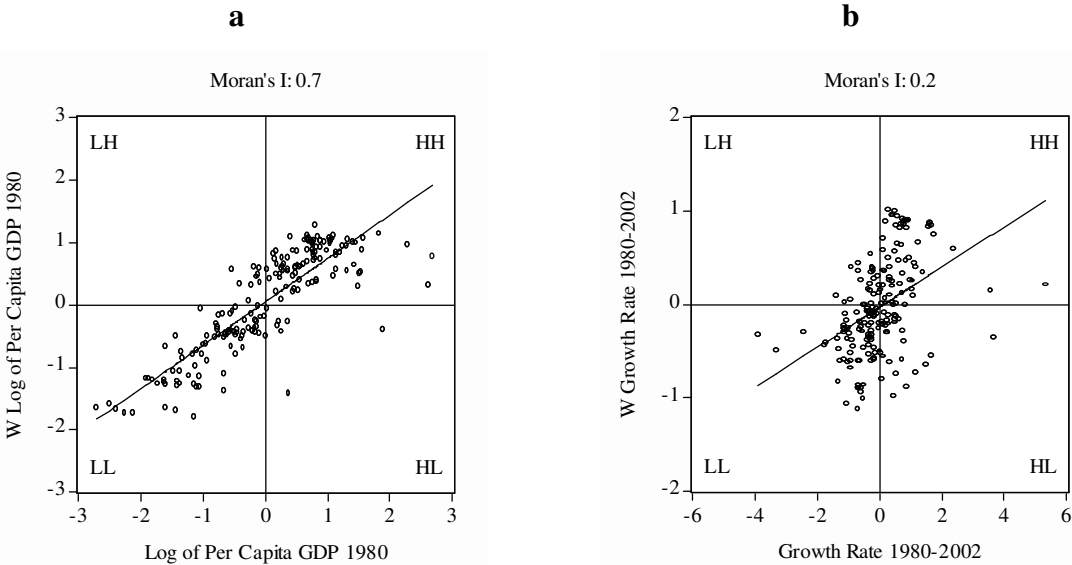 a
Moran's I: 0.7
3
2
1
0
-1
-2
-3
W Log of Per Capita GDP 1980
LH
HH
LL
HL
-3
-2
-1
0
1
2
3
Log of Per Capita GDP 1980
b
Moran's I: 0.2
2
1
0
-1
-2
W Growth Rate 1980-2002
LH
HH
LL
HL
-6
-4
-2
0
2
4
6
Growth Rate 1980-2002